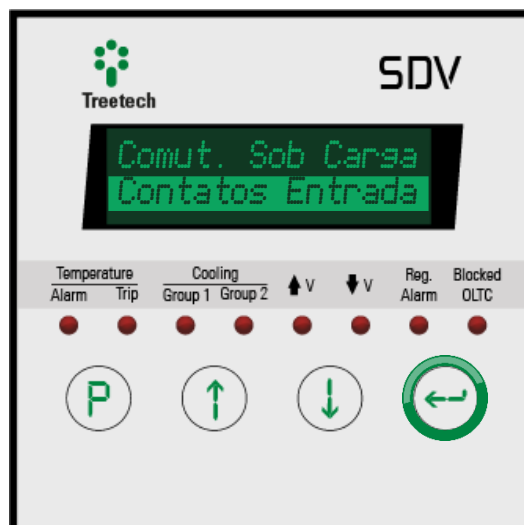 SDV
Treetech
Comut. Sob Carga
Contatos Entrada
Temperature
Alarm Trip
Cooling
Group 1 Group 2
V
V
Reg.
Alarm
Blocked
OLTC
P